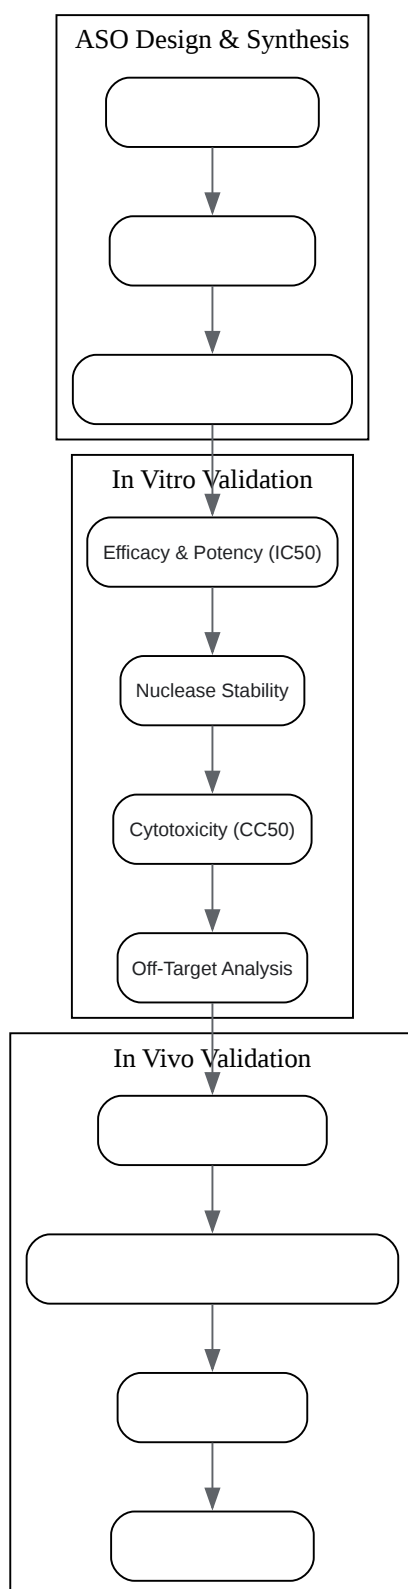 ASO Design & Synthesis
In Vitro Validation
Efficacy & Potency (IC50)
Nuclease Stability
Cytotoxicity (CC50)
Off-Target Analysis
In Vivo Validation